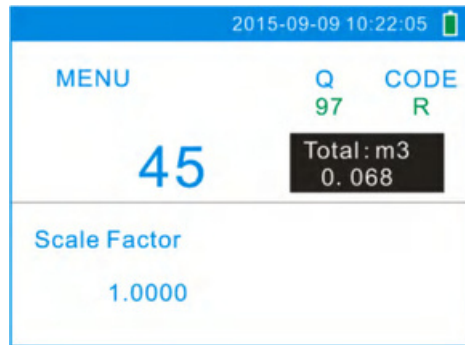 2015-09-09 10:22:05
MENU Q CODE
97 R
45
Total:m3
0.068
Scale Factor
1.0000